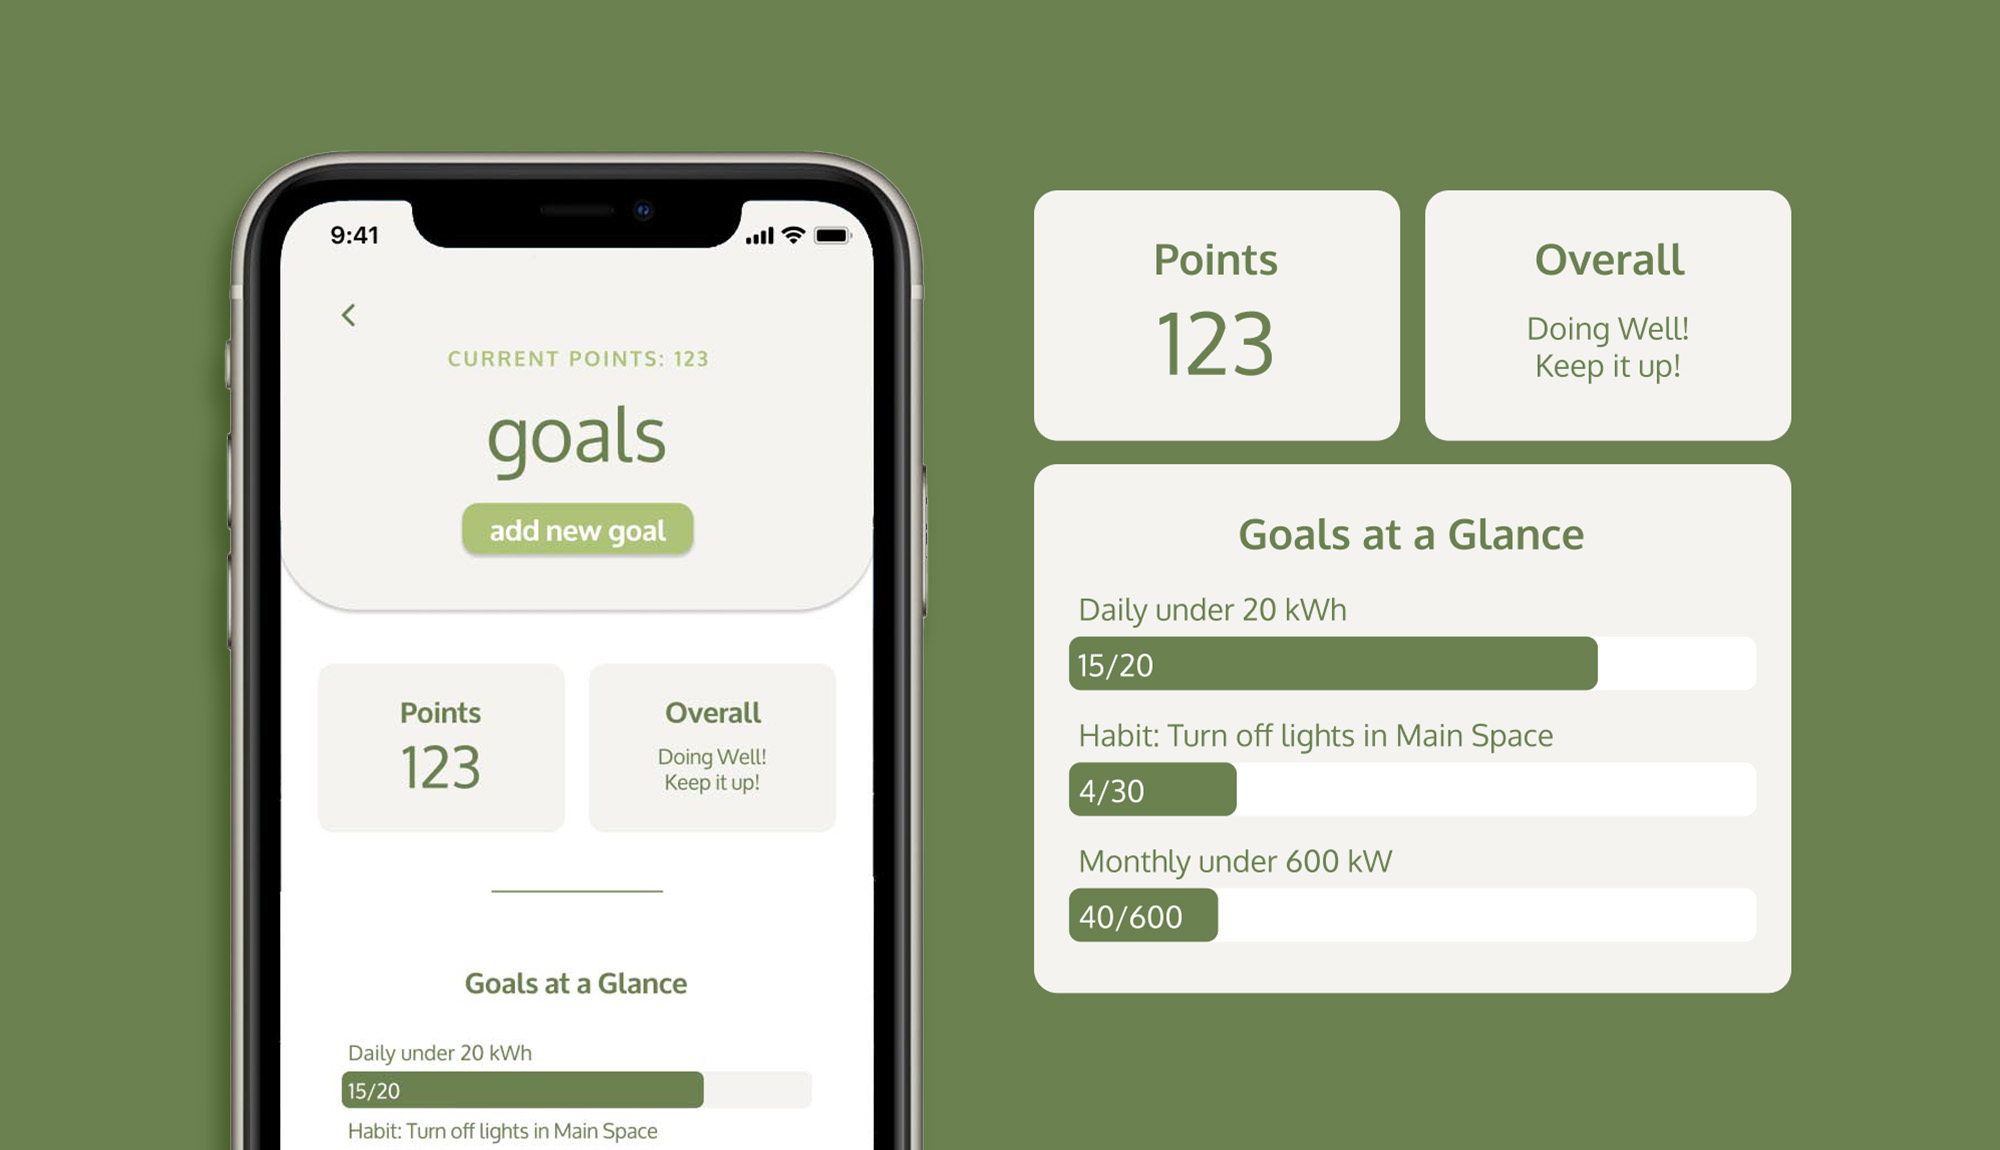 9:41
CURRENT POINTS: 123
goals
add new goal
Points
123
Overall
Doing Well!
Keep it up!
Goals at a Glance
Daily under 20 kWh
15/20
Habit: Turn off lights in Main Space
Points
123
Overall
Doing Well!
Keep it up!
Goals at a Glance
Daily under 20 kWh
15/20
Habit: Turn off lights in Main Space
4/30
Monthly under 600 kW
40/600